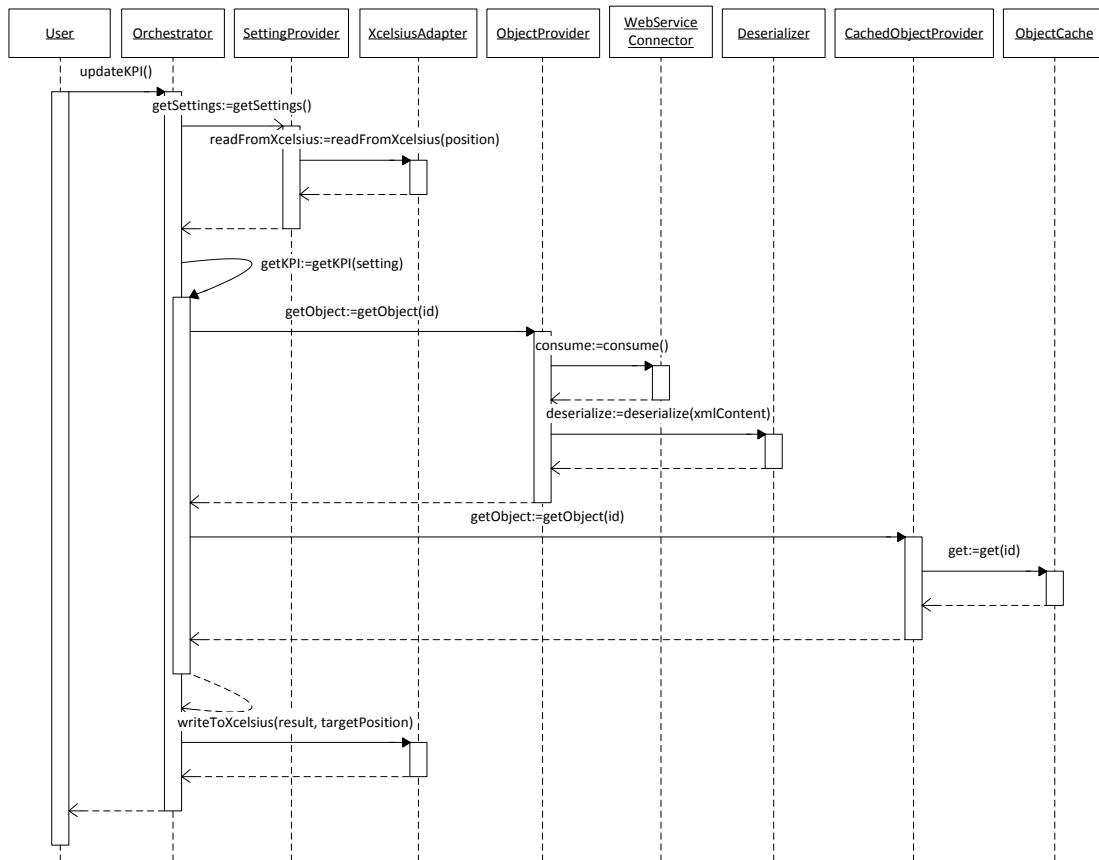 User
Orchestrator
SettingProvider
XcelsiusAdapter
ObjectProvider
WebService
Connector
Deserializer
CachedObjectProvider
ObjectCache
updateKPI()
getSettings:=getSettings()
readFromXcelsius:=readFromXcelsius(position)
getKPI:=getKPI(setting)
getObject:=getObject(id)
consume:=consume()
deserialize:=deserialize(xmlContent)
getObject:=getObject(id)
get:=get(id)
writeToXcelsius(result, targetPosition)